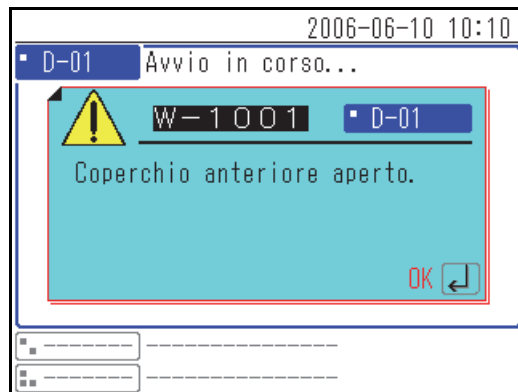 2006-06-10 10:10
D-01 Avvio in corso...
W-1001 D-01
Coperchio anteriore aperto.
OK
-------- ---------------
-------- ---------------